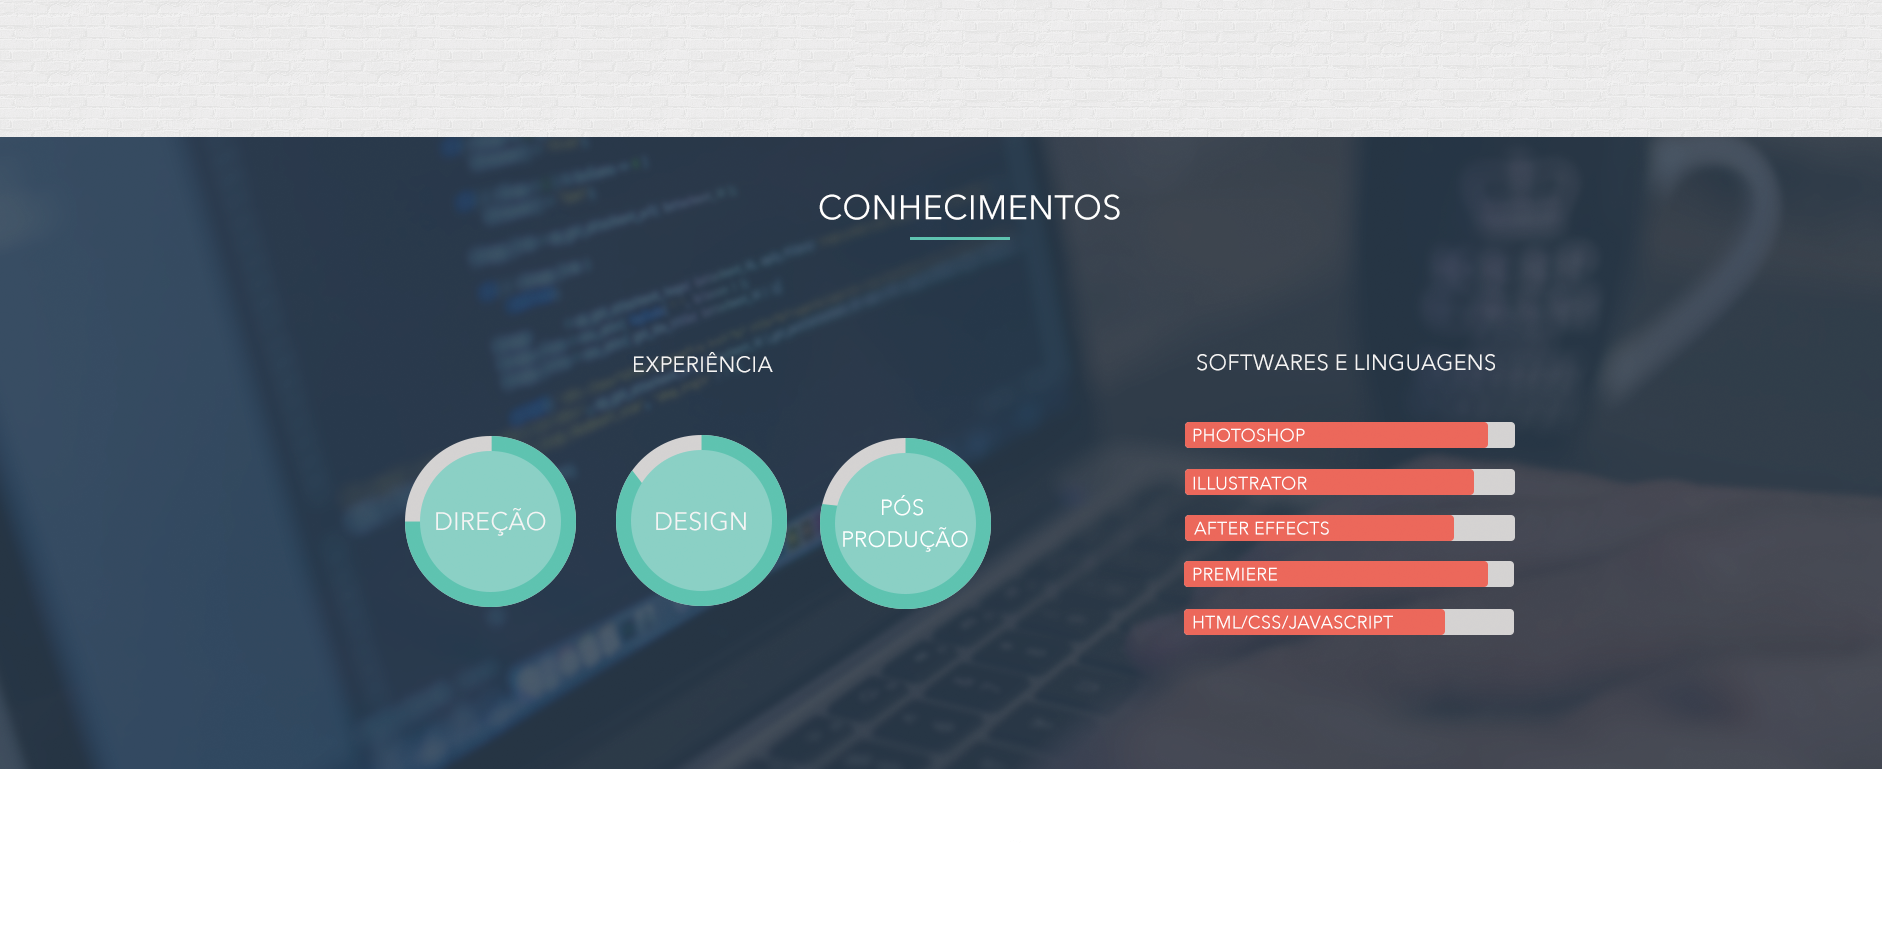 CONHECIMENTOS
EXPERIÊNCIA
DIREÇÃO
DESIGN
PÓS
PRODUÇÃO
SOFTWARES E LINGUAGENS
PHOTOSHOP
ILLUSTRATOR
AFTER EFFECTS
PREMIERE
HTML/CSS/JAVASCRIPT